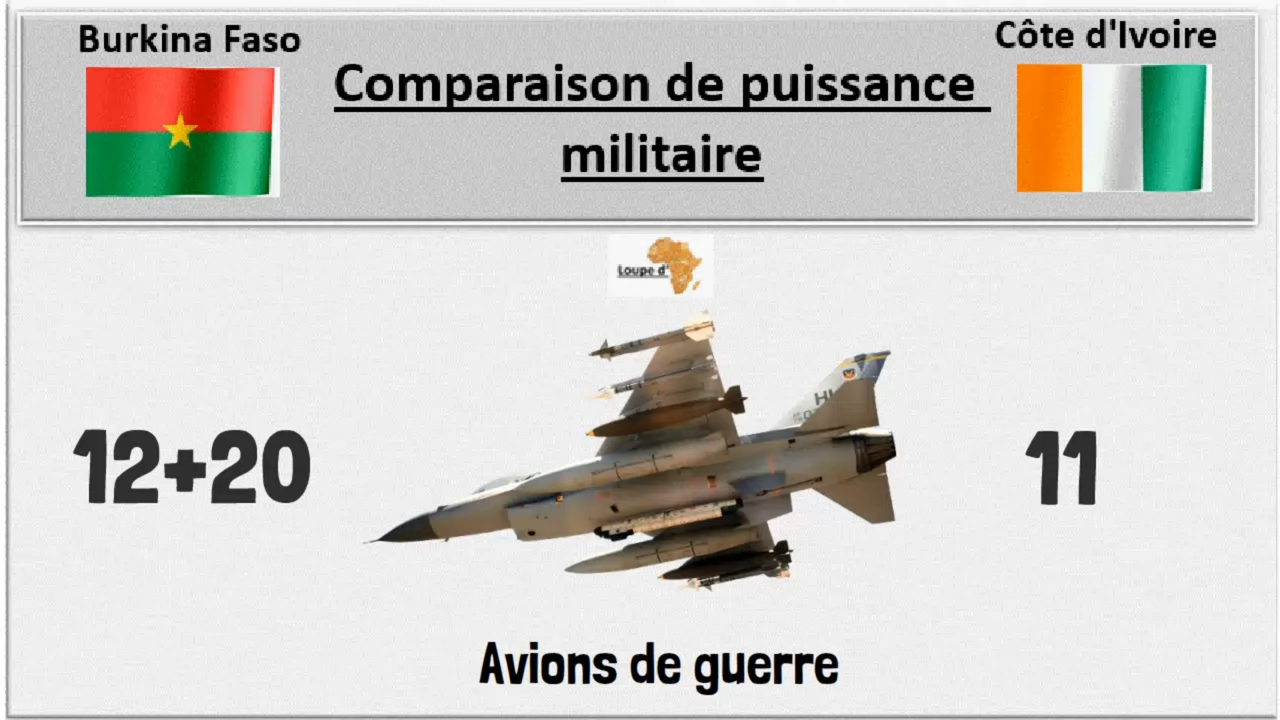 Burkina Faso
Côte d'Ivoire
Comparaison de puissance
militaire
Loupe d'
12+20
11
Avions de guerre